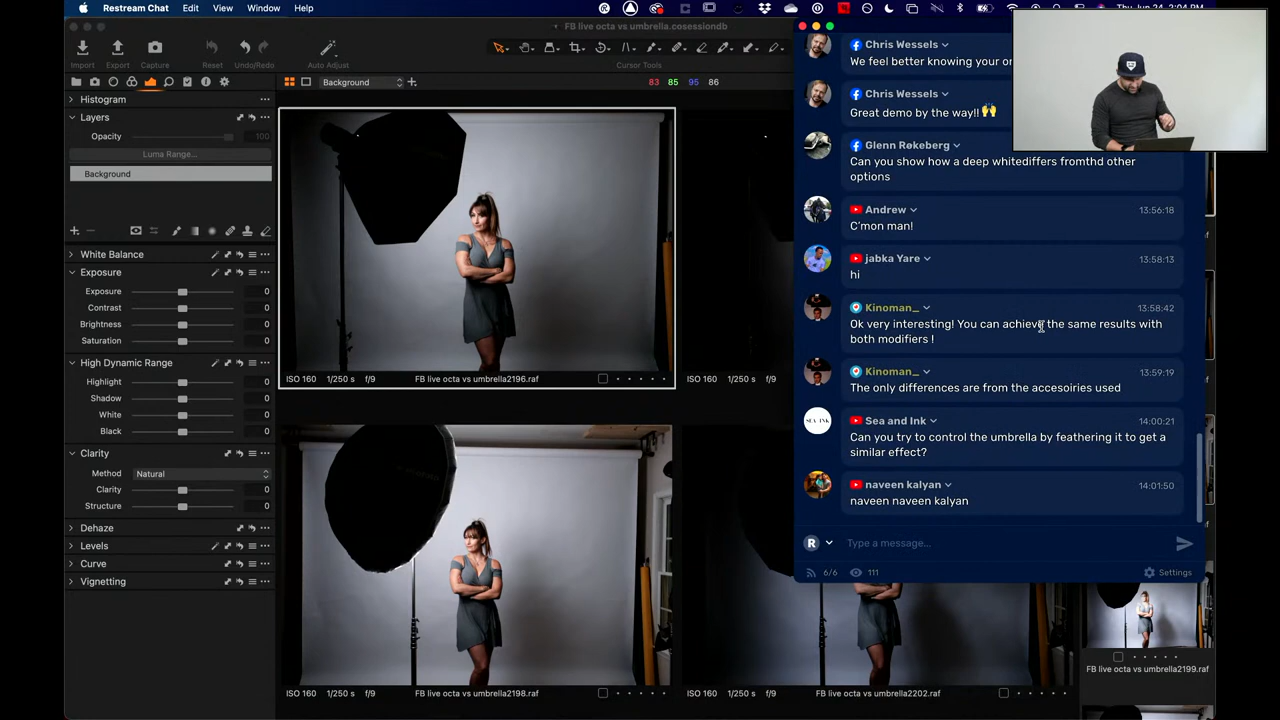 Restream Chat Edit View Window Help
Thu Jun 24 2:04 PM
FB live octa vs umbrella.cosessiondb
Import Export Capture Reset Undo/Redo Auto Adjust Cursor Tools
Background
83 85 95 86
Histogram
Layers
Opacity 100
Luma Range...
Background
White Balance
Exposure
Exposure 0
Contrast 0
Brightness 0
Saturation 0
High Dynamic Range
Highlight 0
Shadow 0
White 0
Black 0
Clarity
Method Natural
Clarity 0
Structure 0
Dehaze
Levels
Curve
Vignetting
ISO 160 1/250 s f/9 FB live octa vs umbrella2196.raf
ISO 160 1/250 s f/9
ISO 160 1/250 s f/9 FB live octa vs umbrella2198.raf
ISO 160 1/250 s f/9 FB live octa vs umbrella2202.raf
FB live octa vs umbrella2199.raf
Chris Wessels
We feel better knowing your
Chris Wessels
Great demo by the way!! 🙌
Glenn Røkeberg
Can you show how a deep whitediffers fromthd other
options
Andrew 13:56:18
C'mon man!
jabka Yare 13:58:13
hi
Kinoman_ 13:58:42
Ok very interesting! You can achieve the same results with
both modifiers !
Kinoman_ 13:59:19
The only differences are from the accesoiries used
Sea and Ink 14:00:21
Can you try to control the umbrella by feathering it to get a
similar effect?
naveen kalyan 14:01:50
naveen naveen kalyan
R Type a message...
6/6 111 Settings
SEA & INK